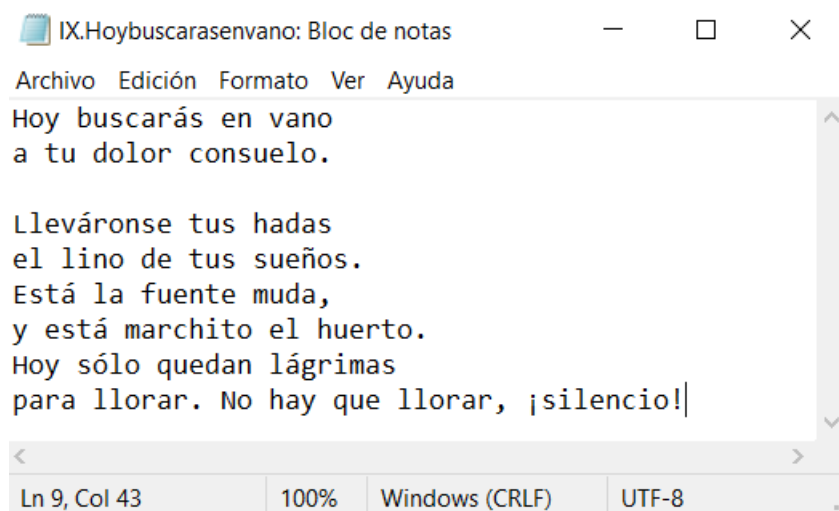 IX.Hoybuscarasenvano: Bloc de notas
Archivo Edición Formato Ver Ayuda
Hoy buscarás en vano
a tu dolor consuelo.
Lleváronse tus hadas
el lino de tus sueños.
Está la fuente muda,
y está marchito el huerto.
Hoy sólo quedan lágrimas
para llorar. No hay que llorar, ¡silencio!
Ln 9, Col 43 100% Windows (CRLF) UTF-8